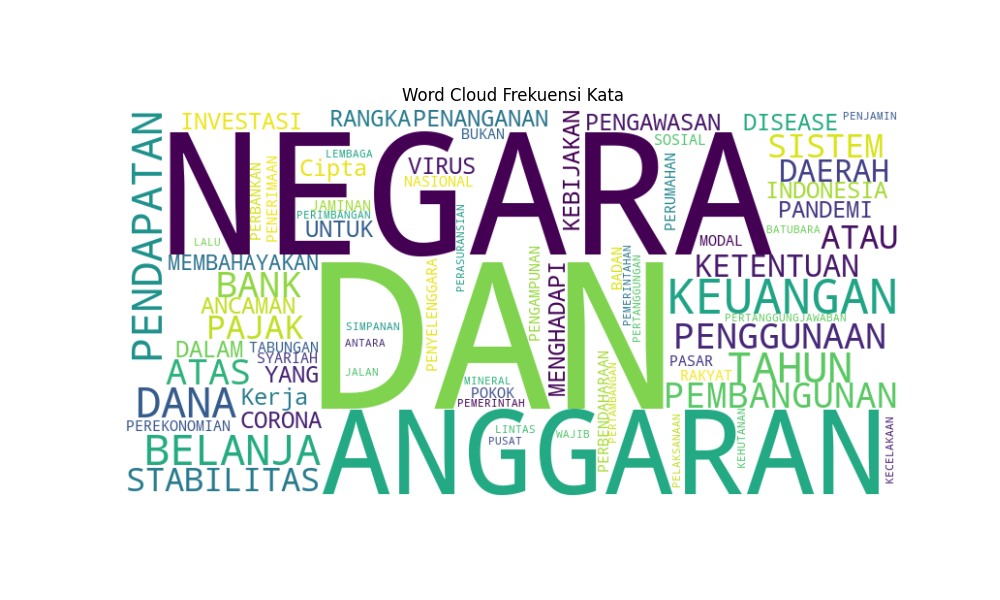 Word Cloud Frekuensi Kata
PENDAPATAN
INVESTASI
RANGKA
PENANGANAN
BUKAN
KEBIJAKAN
PENGAWASAN
SOSIAL
DISEASE
PENJAMIN
NEGARA
SISTEM
DAERAH
INDONESIA
PANDEMI
BATUBARA
ATAU
PERBANKAN
PENERIMAAN
LEMBAGA
Cipta
VIRUS
NASIONAL
JAMINAN
PERIMBANGAN
UNTUK
PERUMAHAN
MODAL
LALU
PERASURANSIAN
MEMBAHAYAKAN
BANK
ANCAMAN
PAJAK
DAN
PENYELENGGARA
PENGAMPUNAN
MENGHADAPI
BADAN
PEMERINTAHAN
PERTANGGUNGAN
KETENTUAN
KEUANGAN
PERTANGGUNGJAWABAN
PENGGUNAAN
SIMPANAN
ANTARA
JALAN
DALAM
TABUNGAN
SYARIAH
ATAS
YANG
MINERAL
POKOK
PEMERINTAH
PERBENDAHARAAN
PERTAMBANGAN
PASAR
RAKYAT
TAHUN
PEMBANGUNAN
DANA
Kerja
PEREKONOMIAN
CORONA
BELANJA
STABILITAS
ANGGARAN
LINTAS
PUSAT
WAJIB
PELAKSANAAN
KEHUTANAN
KECELAKAAN